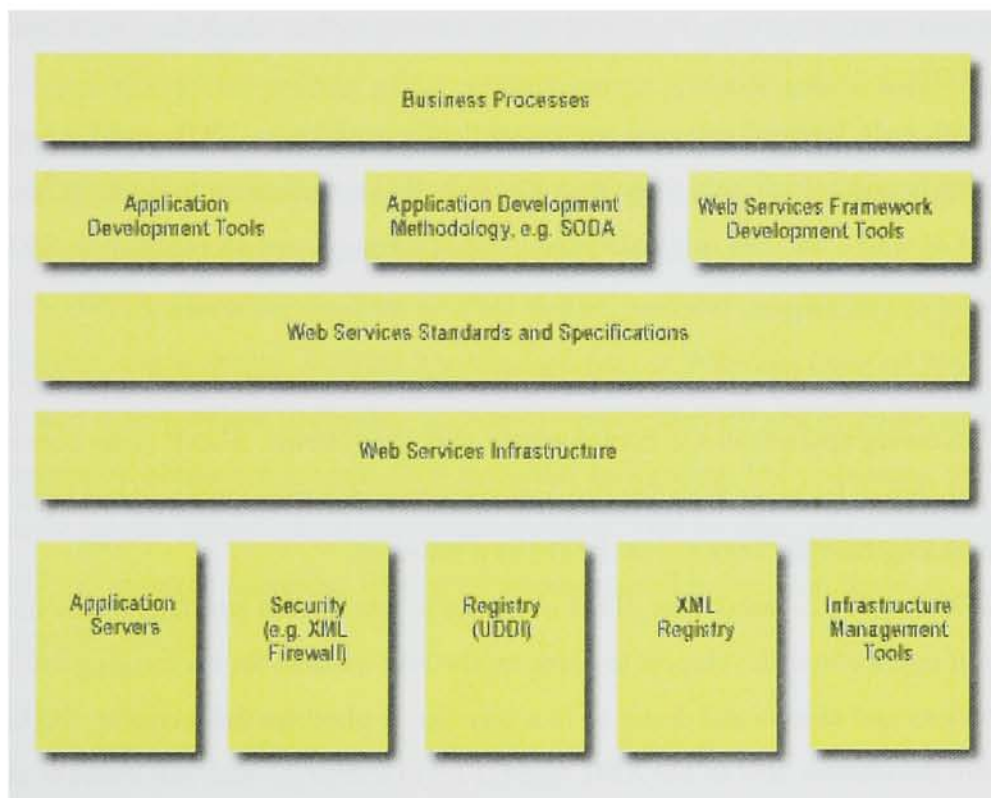 Business Processes
Application
Development Tools
Application Development
Methodology, e.g. SODA
Web Services Framework
Development Tools
Web Services Standards and Specifications
Web Services Infrastructure
Application
Servers
Security
(e.g. XML
Firewall)
Registry
(UDDI)
XML
Registry
Infrastructure
Management
Tools